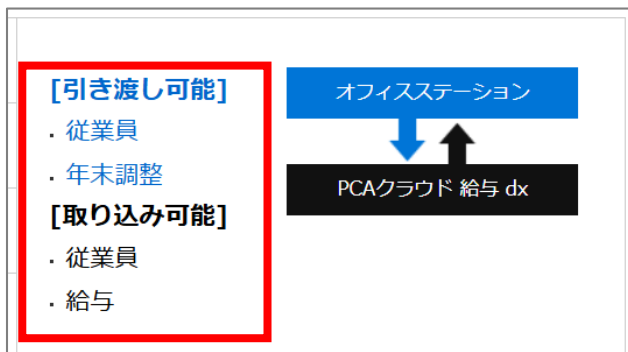 [引き渡し可能]
. 従業員
. 年末調整
[取り込み可能]
. 従業員
. 給与
オフィスステーション
PCAクラウド 給与 dx